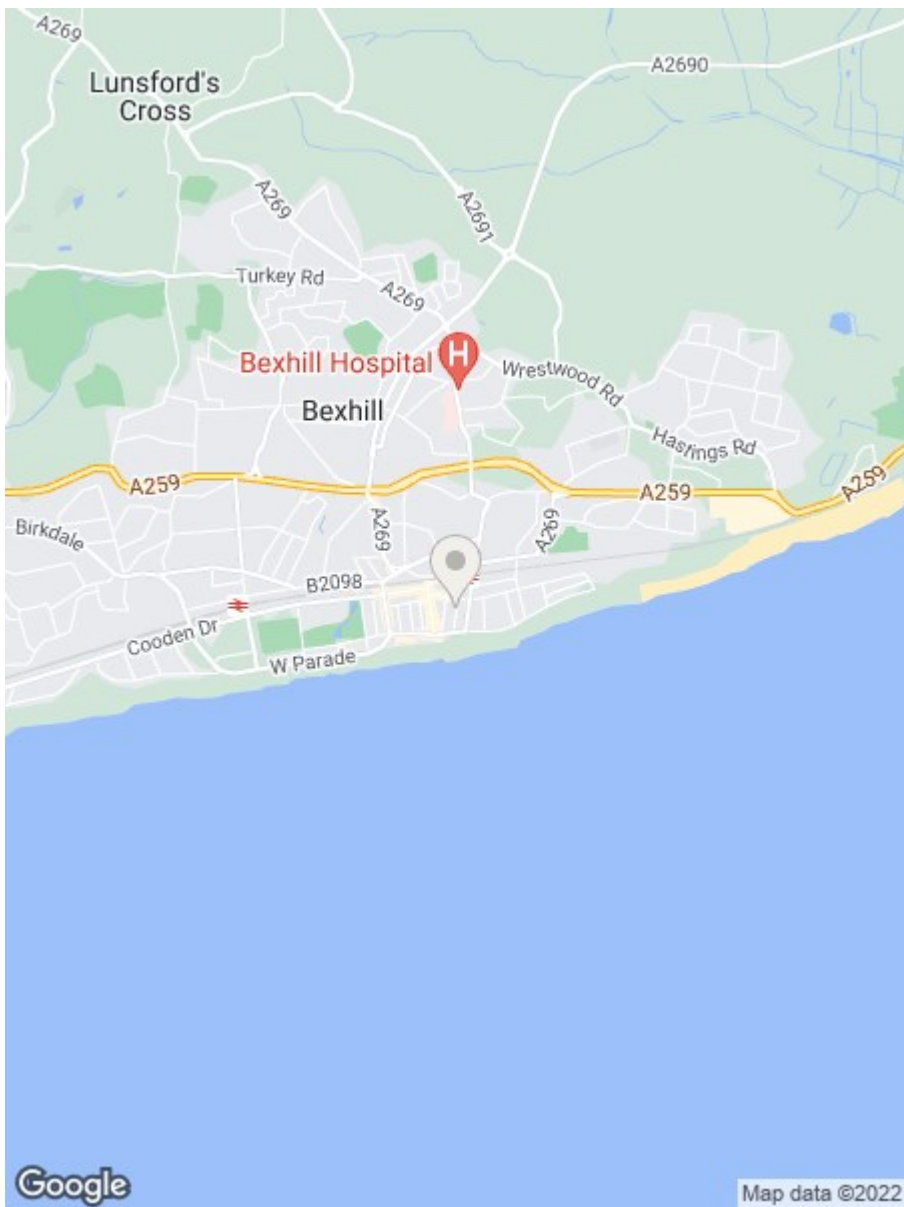 A269
A2690
Lunsford's
Cross
A269
A2691
Turkey Rd
A269
Bexhill Hospital
H
Wrestwood Rd
Bexhill
Hastings Rd
A259
A259
A259
Birkdale
A269
A269
B2098
Cooden Dr
W Parade
Google
Map data ©2022